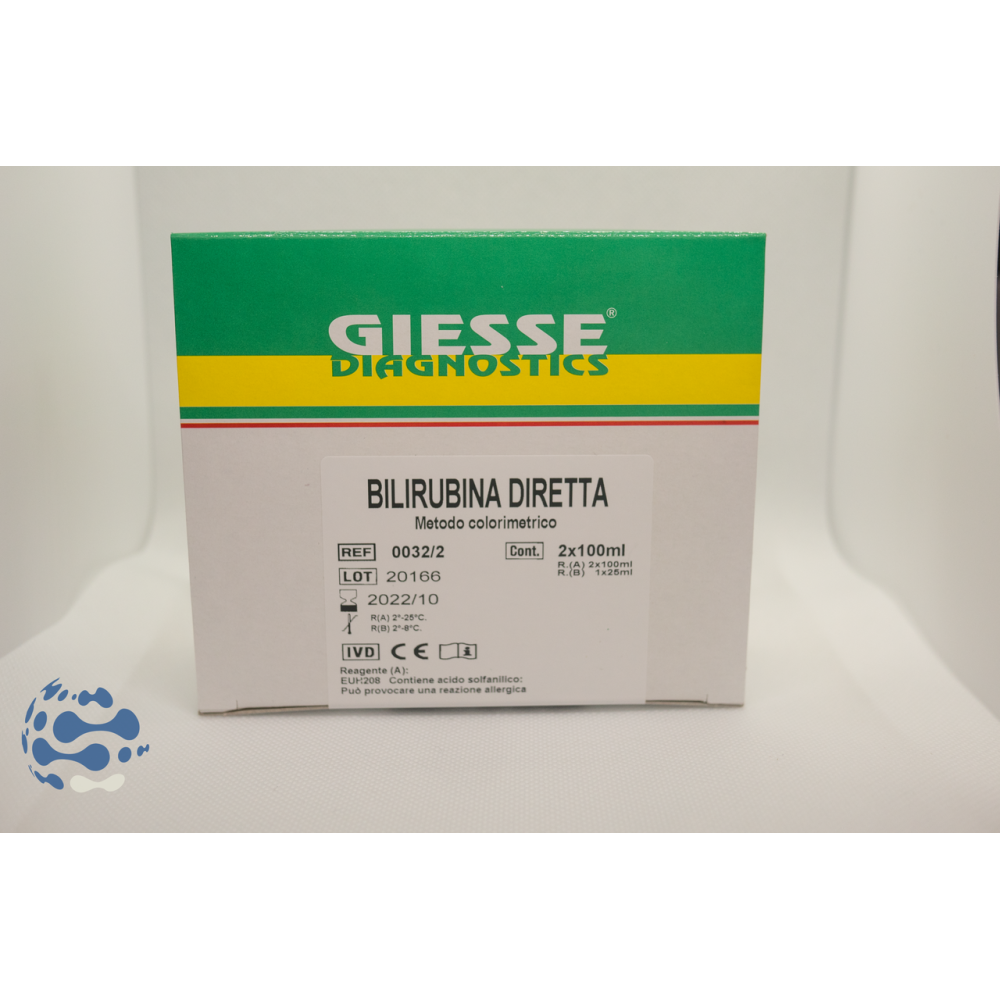 GIESSE®
DIAGNOSTICS
BILIRUBINA DIRETTA
Metodo colorimetrico
REF 0032/2 Cont. 2x100ml
R.(A) 2x100ml
R.(B) 1x25ml
LOT 20166
2022/10
R(A) 2°-25°C.
R(B) 2°-8°C.
IVD CE
Reagente (A):
EUH208 Contiene acido solfanilico:
Può provocare una reazione allergica